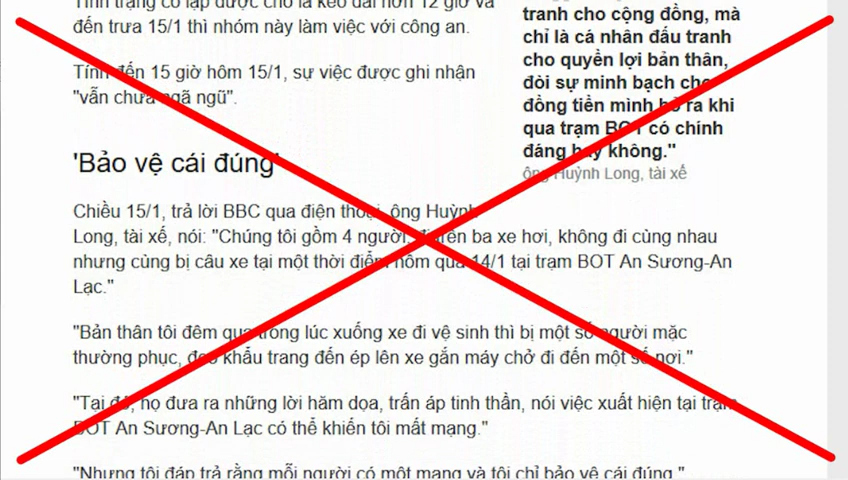 Tình trạng cô lập được cho là kéo dài hơn 12 giờ và
đến trưa 15/1 thì nhóm này làm việc với công an.
Tính đến 15 giờ hôm 15/1, sự việc được ghi nhận
"vẫn chưa ngã ngũ".
'Bảo vệ cái đúng'
Chiều 15/1, trả lời BBC qua điện thoại, ông Huỳnh
Long, tài xế, nói: "Chúng tôi gồm 4 người, đi trên ba xe hơi, không đi cùng nhau
nhưng cùng bị câu xe tại một thời điểm hôm qua 14/1 tại trạm BOT An Sương-An
Lạc."
"Bản thân tôi đêm qua trong lúc xuống xe đi vệ sinh thì bị một số người mặc
thường phục, đeo khẩu trang đến ép lên xe gắn máy chở đi đến một số nơi."
"Tại đó, họ đưa ra những lời hăm dọa, trấn áp tinh thần, nói việc xuất hiện tại trạm
BOT An Sương-An Lạc có thể khiến tôi mất mạng."
"Nhưng tôi đáp trả rằng mỗi người có một mạng và tôi chỉ bảo vệ cái đúng."
tranh cho cộng đồng, mà
chỉ là cá nhân đấu tranh
cho quyền lợi bản thân,
đòi sự minh bạch cho
đồng tiền mình bỏ ra khi
qua trạm BOT có chính
đáng hay không."
ông Huỳnh Long, tài xế